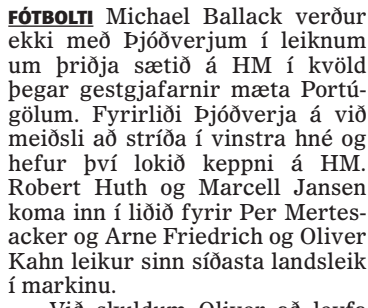 FÓTBOLTI Michael Ballack verður
ekki með Þjóðverjum í leiknum
um þriðja sætið á HM í kvöld
þegar gestgjafarnir mæta Portú-
gölum. Fyrirliði Þjóðverja á við
meiðsli að stríða í vinstra hné og
hefur því lokið keppni á HM.
Robert Huth og Marcell Jansen
koma inn í liðið fyrir Per Mertes-
acker og Arne Friedrich og Oliver
Kahn leikur sinn síðasta landsleik
í markinu.